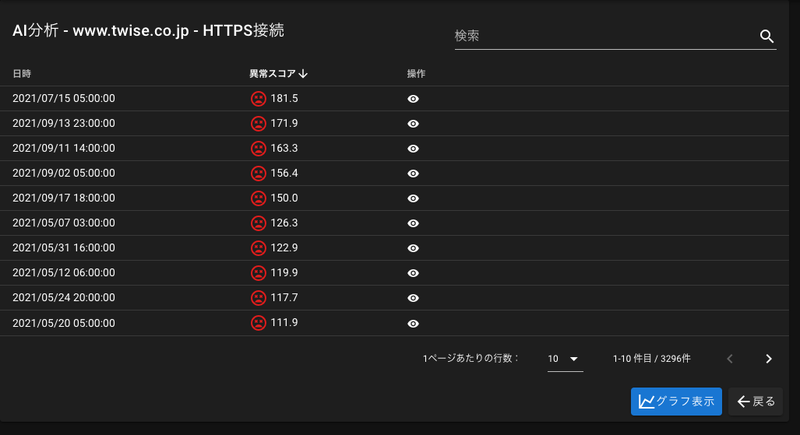 AI分析 - www.twise.co.jp - HTTPS接続
検索
日時 異常スコア 操作
2021/07/15 05:00:00 181.5
2021/09/13 23:00:00 171.9
2021/09/11 14:00:00 163.3
2021/09/02 05:00:00 156.4
2021/09/17 18:00:00 150.0
2021/05/07 03:00:00 126.3
2021/05/31 16:00:00 122.9
2021/05/12 06:00:00 119.9
2021/05/24 20:00:00 117.7
2021/05/20 05:00:00 111.9
1ページあたりの行数： 10 1-10 件目 / 3296件
グラフ表示 戻る